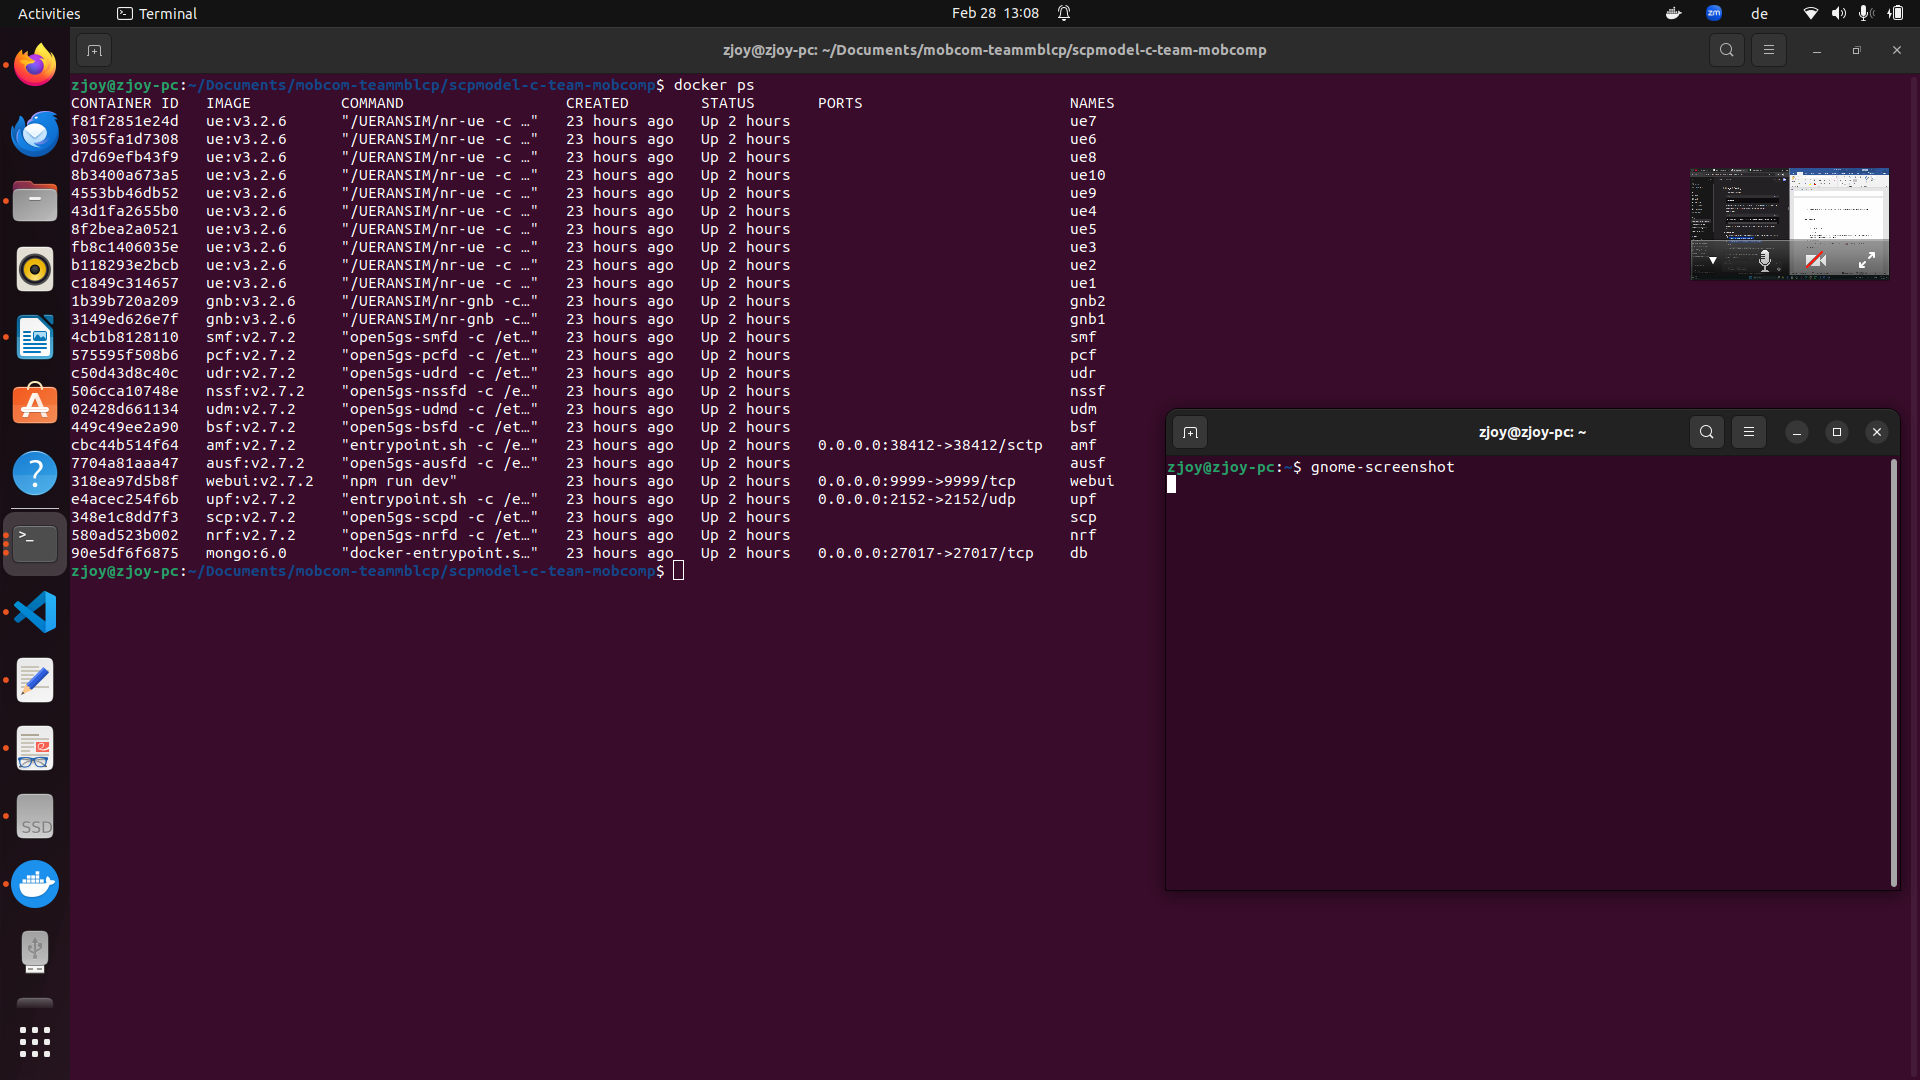 Activities Terminal Feb 28 13:08 zm de
zjoy@zjoy-pc: ~/Documents/mobcom-teammblcp/scpmodel-c-team-mobcomp
zjoy@zjoy-pc:~/Documents/mobcom-teammblcp/scpmodel-c-team-mobcomp$ docker ps
CONTAINER ID IMAGE COMMAND CREATED STATUS PORTS NAMES
f81f2851e24d ue:v3.2.6 "/UERANSIM/nr-ue -c …" 23 hours ago Up 2 hours ue7
3055fa1d7308 ue:v3.2.6 "/UERANSIM/nr-ue -c …" 23 hours ago Up 2 hours ue6
d7d69efb43f9 ue:v3.2.6 "/UERANSIM/nr-ue -c …" 23 hours ago Up 2 hours ue8
8b3400a673a5 ue:v3.2.6 "/UERANSIM/nr-ue -c …" 23 hours ago Up 2 hours ue10
4553bb46db52 ue:v3.2.6 "/UERANSIM/nr-ue -c …" 23 hours ago Up 2 hours ue9
43d1fa2655b0 ue:v3.2.6 "/UERANSIM/nr-ue -c …" 23 hours ago Up 2 hours ue4
8f2bea2a0521 ue:v3.2.6 "/UERANSIM/nr-ue -c …" 23 hours ago Up 2 hours ue5
fb8c1406035e ue:v3.2.6 "/UERANSIM/nr-ue -c …" 23 hours ago Up 2 hours ue3
b118293e2bcb ue:v3.2.6 "/UERANSIM/nr-ue -c …" 23 hours ago Up 2 hours ue2
c1849c314657 ue:v3.2.6 "/UERANSIM/nr-ue -c …" 23 hours ago Up 2 hours ue1
1b39b720a209 gnb:v3.2.6 "/UERANSIM/nr-gnb -c…" 23 hours ago Up 2 hours gnb2
3149ed626e7f gnb:v3.2.6 "/UERANSIM/nr-gnb -c…" 23 hours ago Up 2 hours gnb1
4cb1b8128110 smf:v2.7.2 "open5gs-smfd -c /et…" 23 hours ago Up 2 hours smf
575595f508b6 pcf:v2.7.2 "open5gs-pcfd -c /et…" 23 hours ago Up 2 hours pcf
c50d43d8c40c udr:v2.7.2 "open5gs-udrd -c /et…" 23 hours ago Up 2 hours udr
506cca10748e nssf:v2.7.2 "open5gs-nssfd -c /e…" 23 hours ago Up 2 hours nssf
02428d661134 udm:v2.7.2 "open5gs-udmd -c /et…" 23 hours ago Up 2 hours udm
449c49ee2a90 bsf:v2.7.2 "open5gs-bsfd -c /et…" 23 hours ago Up 2 hours bsf
cbc44b514f64 amf:v2.7.2 "entrypoint.sh -c /e…" 23 hours ago Up 2 hours 0.0.0.0:38412->38412/sctp amf
7704a81aaa47 ausf:v2.7.2 "open5gs-ausfd -c /e…" 23 hours ago Up 2 hours ausf
318ea97d5b8f webui:v2.7.2 "npm run dev" 23 hours ago Up 2 hours 0.0.0.0:9999->9999/tcp webui
e4acec254f6b upf:v2.7.2 "entrypoint.sh -c /e…" 23 hours ago Up 2 hours 0.0.0.0:2152->2152/udp upf
348e1c8dd7f3 scp:v2.7.2 "open5gs-scpd -c /et…" 23 hours ago Up 2 hours scp
580ad523b002 nrf:v2.7.2 "open5gs-nrfd -c /et…" 23 hours ago Up 2 hours nrf
90e5df6f6875 mongo:6.0 "docker-entrypoint.s…" 23 hours ago Up 2 hours 0.0.0.0:27017->27017/tcp db
zjoy@zjoy-pc:~/Documents/mobcom-teammblcp/scpmodel-c-team-mobcomp$
zjoy@zjoy-pc: ~
zjoy@zjoy-pc:~$ gnome-screenshot
SSD